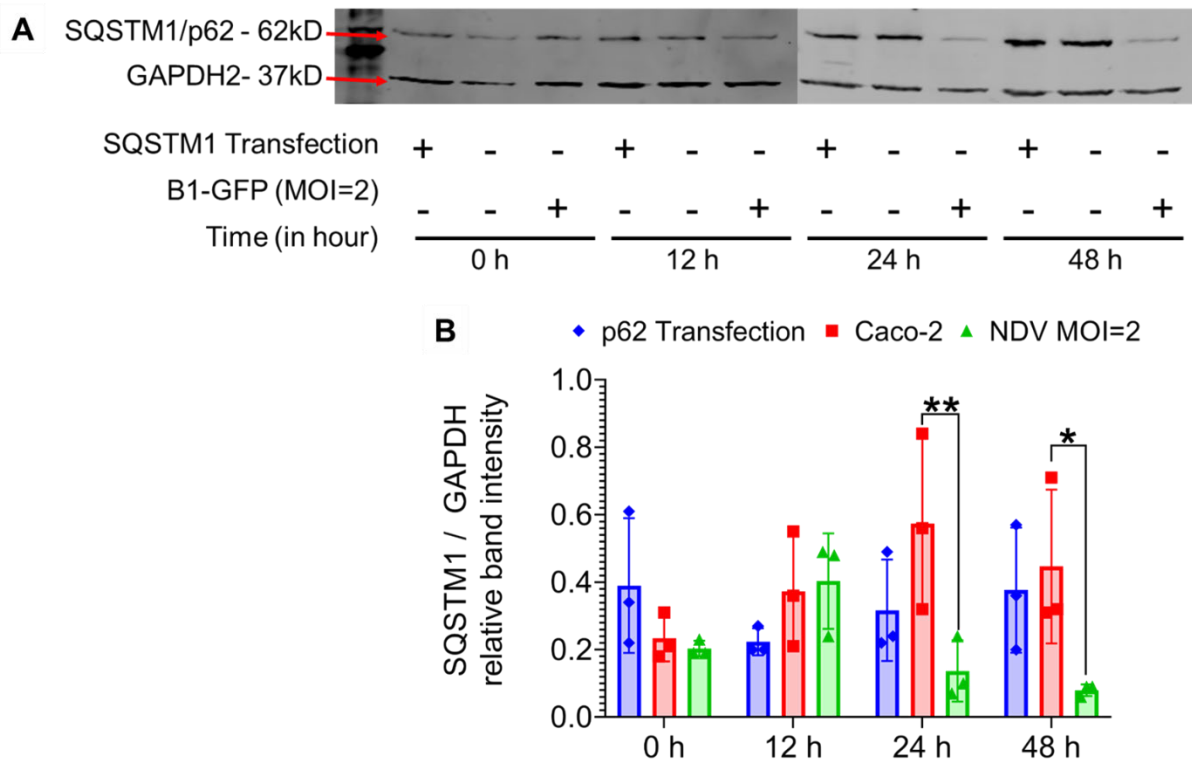 A
SQSTM1/p62 - 62kD
GAPDH2- 37kD
SQSTM1 Transfection + - - + - - + - - + - -
B1-GFP (MOI=2) - - + - - + - - + - - +
Time (in hour) 0 h 12 h 24 h 48 h
B
p62 Transfection Caco-2 NDV MOI=2
SQSTM1 / GAPDH
relative band intensity
1.0
0.8
0.6
0.4
0.2
0.0
** *
0 h 12 h 24 h 48 h